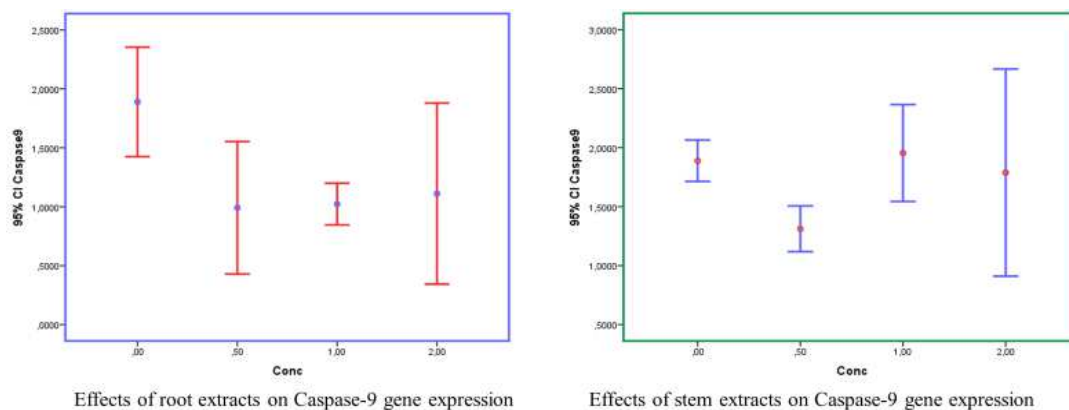 2,5000
2,0000
1,5000
1,0000
,5000
,0000
95% CI Caspase9
,00 ,50 1,00 2,00
Conc
Effects of root extracts on Caspase-9 gene expression
3,0000
2,5000
2,0000
1,5000
1,0000
,5000
95% CI Caspase9
,00 ,50 1,00 2,00
Conc
Effects of stem extracts on Caspase-9 gene expression